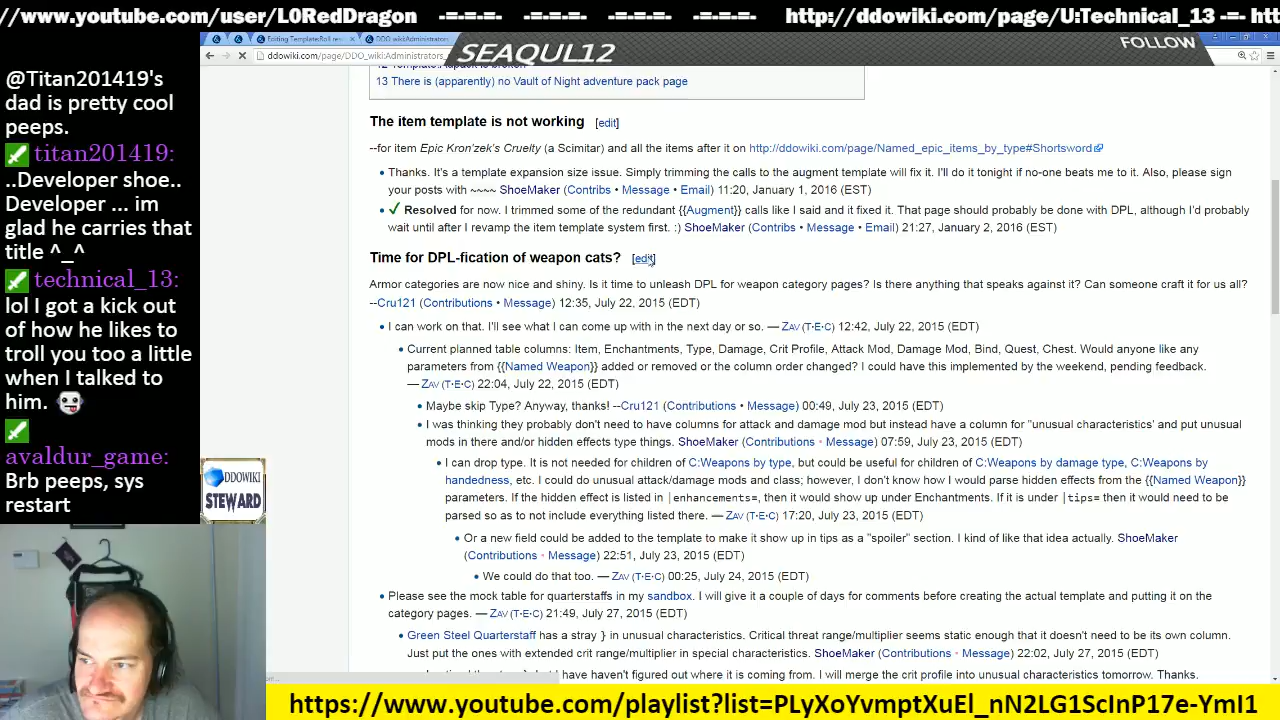 //www.youtube.com/user/L0RedDragon -=-=-=- -=-=-=- -=-=-=- http://ddowiki.com/page/U:Technical_13 -=-
@Titan201419's
dad is pretty cool
peeps.
titan201419:
..Developer shoe..
Developer ... im
glad he carries that
title ^_^
technical_13:
lol I got a kick out
of how he likes to
troll you too a little
when I talked to
him.
avaldur_game:
Brb peeps, sys
restart
DDOWIKI
STEWARD
SEAQUL12
FOLLOW
ddowiki.com/page/DDO_wiki:Administrators_
13 There is (apparently) no Vault of Night adventure pack page
The item template is not working [edit]
--for item Epic Kron'zek's Cruelty (a Scimitar) and all the items after it on http://ddowiki.com/page/Named_epic_items_by_type#Shortsword
Thanks. It's a template expansion size issue. Simply trimming the calls to the augment template will fix it. I'll do it tonight if no-one beats me to it. Also, please sign
your posts with ~~~~ ShoeMaker (Contribs • Message • Email) 11:20, January 1, 2016 (EST)
✓ Resolved for now. I trimmed some of the redundant {{Augment}} calls like I said and it fixed it. That page should probably be done with DPL, although I'd probably
wait until after I revamp the item template system first. :) ShoeMaker (Contribs • Message • Email) 21:27, January 2, 2016 (EST)
Time for DPL-fication of weapon cats? [edit]
Armor categories are now nice and shiny. Is it time to unleash DPL for weapon category pages? Is there anything that speaks against it? Can someone craft it for us all?
--Cru121 (Contributions • Message) 12:35, July 22, 2015 (EDT)
I can work on that. I'll see what I can come up with in the next day or so. — Zav (T·E·C) 12:42, July 22, 2015 (EDT)
Current planned table columns: Item, Enchantments, Type, Damage, Crit Profile, Attack Mod, Damage Mod, Bind, Quest, Chest. Would anyone like any
parameters from {{Named Weapon}} added or removed or the column order changed? I could have this implemented by the weekend, pending feedback.
— Zav (T·E·C) 22:04, July 22, 2015 (EDT)
Maybe skip Type? Anyway, thanks! --Cru121 (Contributions • Message) 00:49, July 23, 2015 (EDT)
I was thinking they probably don't need to have columns for attack and damage mod but instead have a column for "unusual characteristics' and put unusual
mods in there and/or hidden effects type things. ShoeMaker (Contributions • Message) 07:59, July 23, 2015 (EDT)
I can drop type. It is not needed for children of C:Weapons by type, but could be useful for children of C:Weapons by damage type, C:Weapons by
handedness, etc. I could do unusual attack/damage mods and class; however, I don't know how I would parse hidden effects from the {{Named Weapon}}
parameters. If the hidden effect is listed in |enhancements=, then it would show up under Enchantments. If it is under |tips= then it would need to be
parsed so as to not include everything listed there. — Zav (T·E·C) 17:20, July 23, 2015 (EDT)
Or a new field could be added to the template to make it show up in tips as a "spoiler" section. I kind of like that idea actually. ShoeMaker
(Contributions • Message) 22:51, July 23, 2015 (EDT)
We could do that too. — Zav (T·E·C) 00:25, July 24, 2015 (EDT)
Please see the mock table for quarterstaffs in my sandbox. I will give it a couple of days for comments before creating the actual template and putting it on the
category pages. — Zav (T·E·C) 21:49, July 27, 2015 (EDT)
Green Steel Quarterstaff has a stray } in unusual characteristics. Critical threat range/multiplier seems static enough that it doesn't need to be its own column.
Just put the ones with extended crit range/multiplier in special characteristics. ShoeMaker (Contributions • Message) 22:02, July 27, 2015 (EDT)
have haven't figured out where it is coming from. I will merge the crit profile into unusual characteristics tomorrow. Thanks.
https://www.youtube.com/playlist?list=PLyXoYvmptXuEl_nN2LG1ScInP17e-YmI1